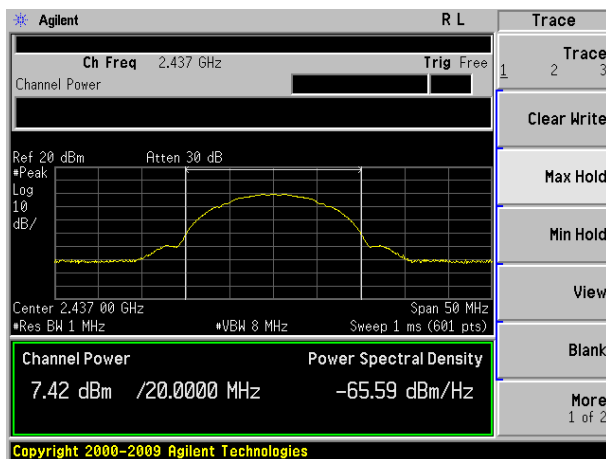 Agilent R L Trace
Ch Freq 2.437 GHz Trig Free
Channel Power
Trace
1 2 3
Clear Write
Ref 20 dBm Atten 30 dB
#Peak
Log
10
dB/
Max Hold
Min Hold
View
Center 2.437 00 GHz Span 50 MHz
#Res BW 1 MHz #VBW 8 MHz Sweep 1 ms (601 pts)
Channel Power Power Spectral Density
7.42 dBm /20.0000 MHz -65.59 dBm/Hz
Blank
More
1 of 2
Copyright 2000-2009 Agilent Technologies